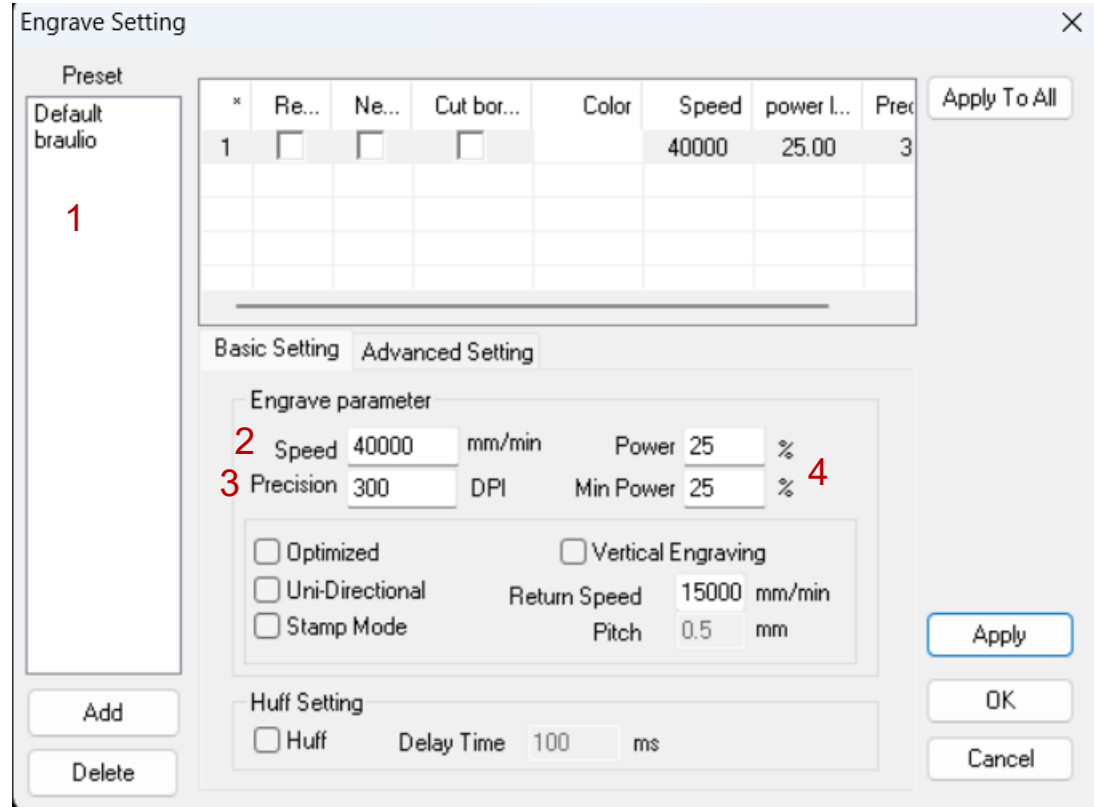 Engrave Setting
Preset
Default
braulio
1
* Re... Ne... Cut bor... Color Speed power l... Prec
1 40000 25.00 3
Apply To All
Basic Setting Advanced Setting
Engrave parameter
2 Speed 40000 mm/min Power 25 %
3 Precision 300 DPI Min Power 25 % 4
Optimized Vertical Engraving
Uni-Directional Return Speed 15000 mm/min
Stamp Mode Pitch 0.5 mm
Huff Setting
Huff Delay Time 100 ms
Add
Delete
Apply
OK
Cancel